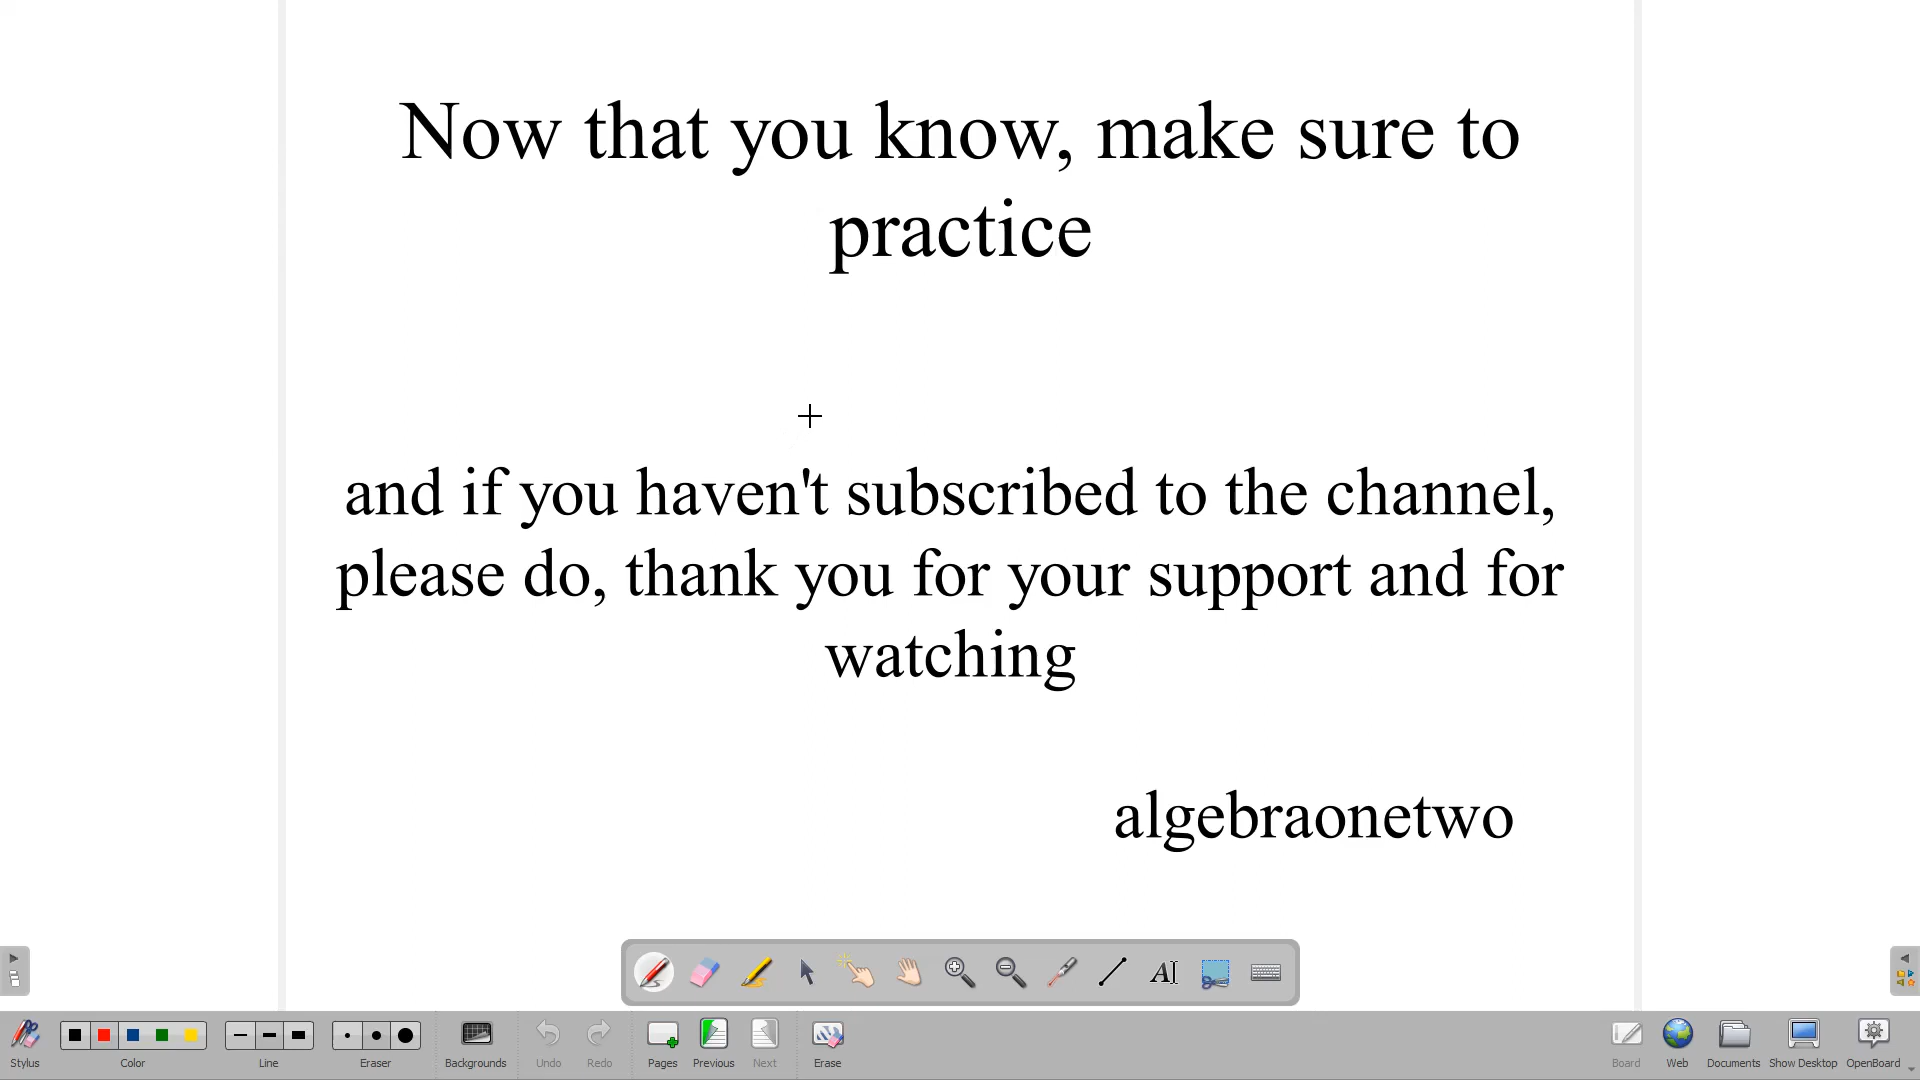 Now that you know, make sure to
practice
and if you haven't subscribed to the channel,
please do, thank you for your support and for
watching
algebraonetwo
Stylus
Color
Line
Eraser
Backgrounds
Undo
Redo
Pages
Previous
Next
Erase
Board
Web
Documents
Show Desktop
OpenBoard